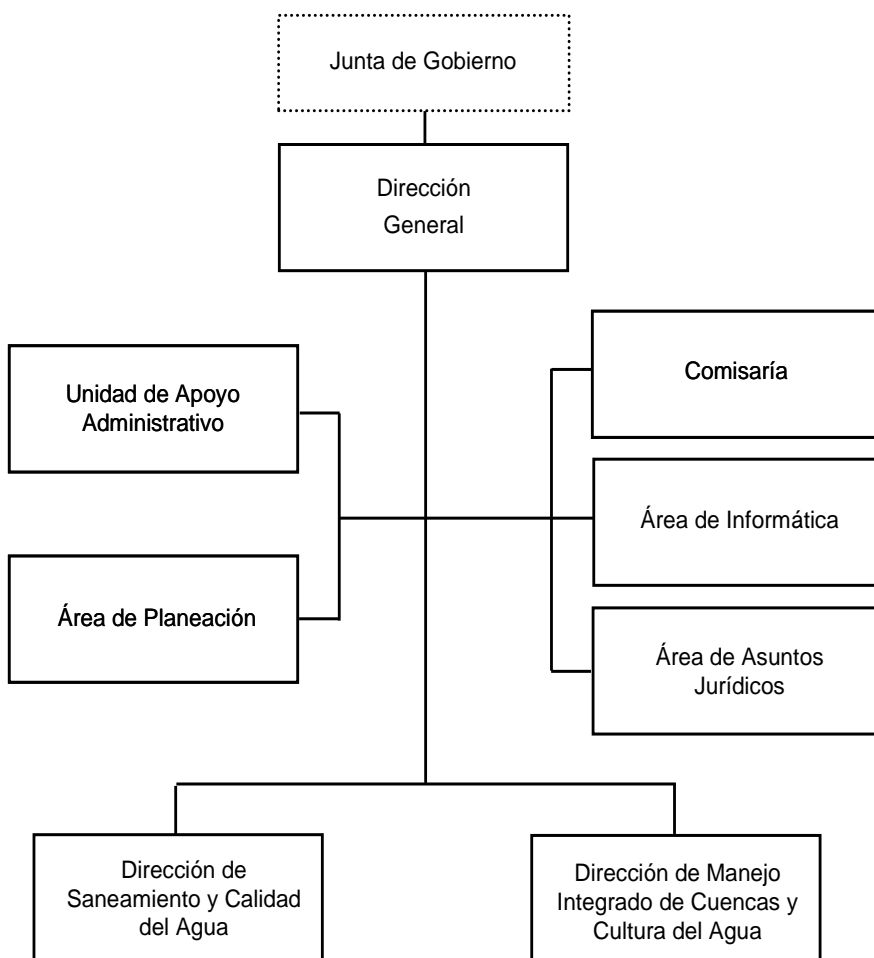 Junta de Gobierno
Dirección
General
Unidad de Apoyo
Administrativo
Comisaría
Área de Informática
Área de Planeación
Área de Asuntos
Jurídicos
Dirección de
Saneamiento y Calidad
del Agua
Dirección de Manejo
Integrado de Cuencas y
Cultura del Agua